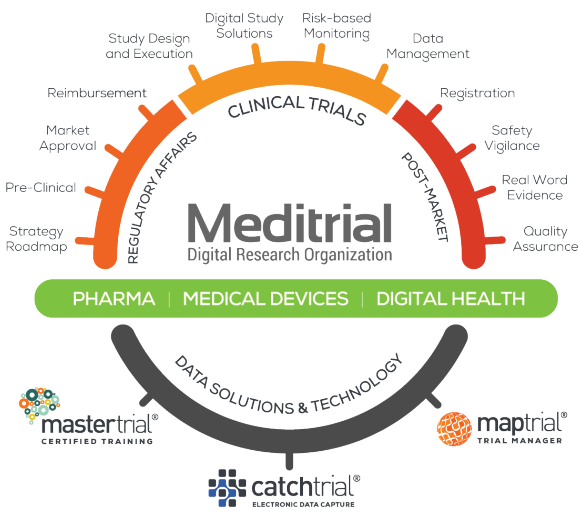 Digital Study
Solutions
Risk-based
Monitoring
Study Design
and Execution
Data
Management
Reimbursement
Registration
CLINICAL TRIALS
Market
Approval
Safety
Vigilance
REGULATORY AFFAIRS
POST-MARKET
Pre-Clinical
Real Word
Evidence
Strategy
Roadmap
Quality
Assurance
Meditrial
Digital Research Organization
PHARMA | MEDICAL DEVICES | DIGITAL HEALTH
DATA SOLUTIONS & TECHNOLOGY
mastertrial®
CERTIFIED TRAINING
maptrial®
TRIAL MANAGER
catchtrial®
ELECTRONIC DATA CAPTURE